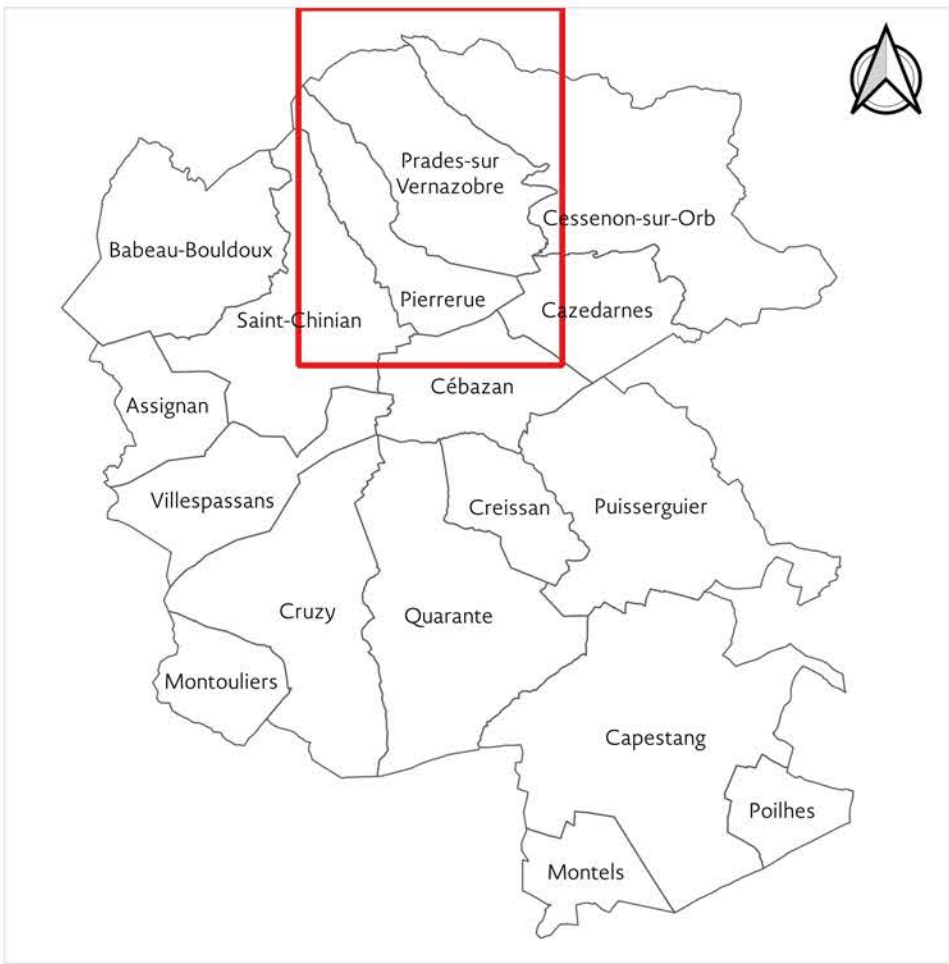 Prades-sur
Vernazobre
Cessenon-sur-Orb
Babeau-Bouldoux
Pierrerue
Cazedarnes
Saint-Chinian
Cébazan
Assignan
Villespassans
Creissan
Puisserguier
Cruzy
Quarante
Montouliers
Capestang
Poilhes
Montels